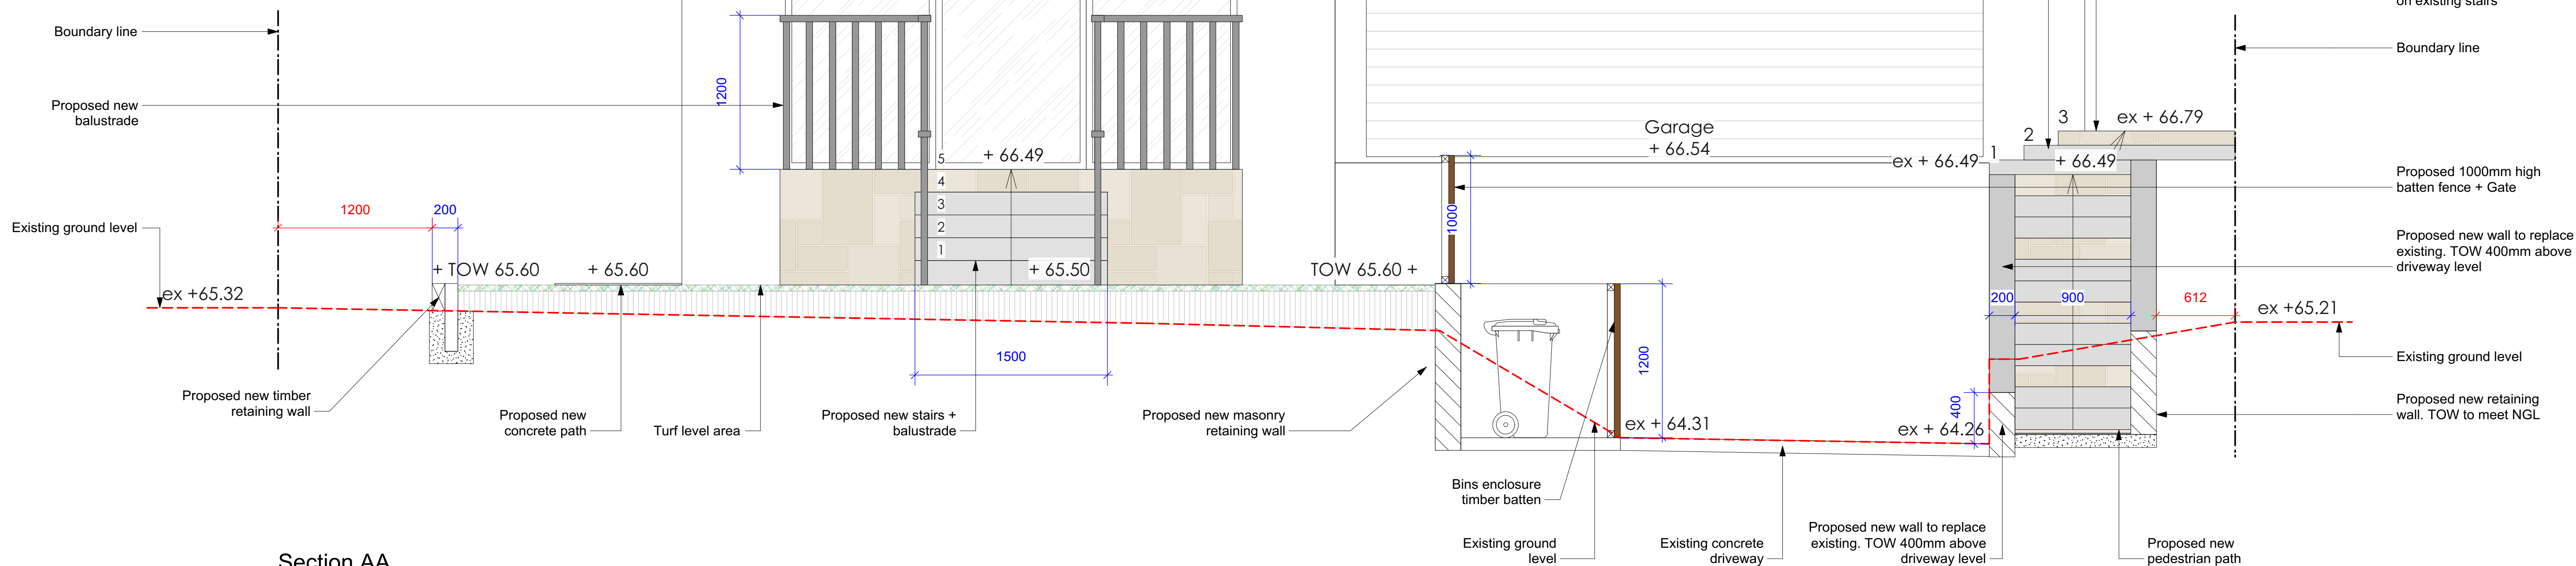 on existing stairs
Boundary line
Boundary line
Proposed new
balustrade
1200
3
ex + 66.79
Garage
+ 66.54
2
1
ex + 66.49
+ 66.49
5
+ 66.49
4
3
2
1
Proposed 1000mm high
batten fence + Gate
1000
1200
200
Existing ground level
Proposed new wall to replace
existing. TOW 400mm above
driveway level
+ TOW 65.60
+ 65.60
+ 65.50
TOW 65.60 +
ex +65.32
200
900
612
ex +65.21
1500
1200
Existing ground level
Proposed new timber
retaining wall
Proposed new
concrete path
Turf level area
Proposed new stairs +
balustrade
Proposed new masonry
retaining wall
ex + 64.31
ex + 64.26
400
Proposed new retaining
wall. TOW to meet NGL
Bins enclosure
timber batten
Existing ground
level
Existing concrete
driveway
Proposed new wall to replace
existing. TOW 400mm above
driveway level
Proposed new
pedestrian path
Section AA